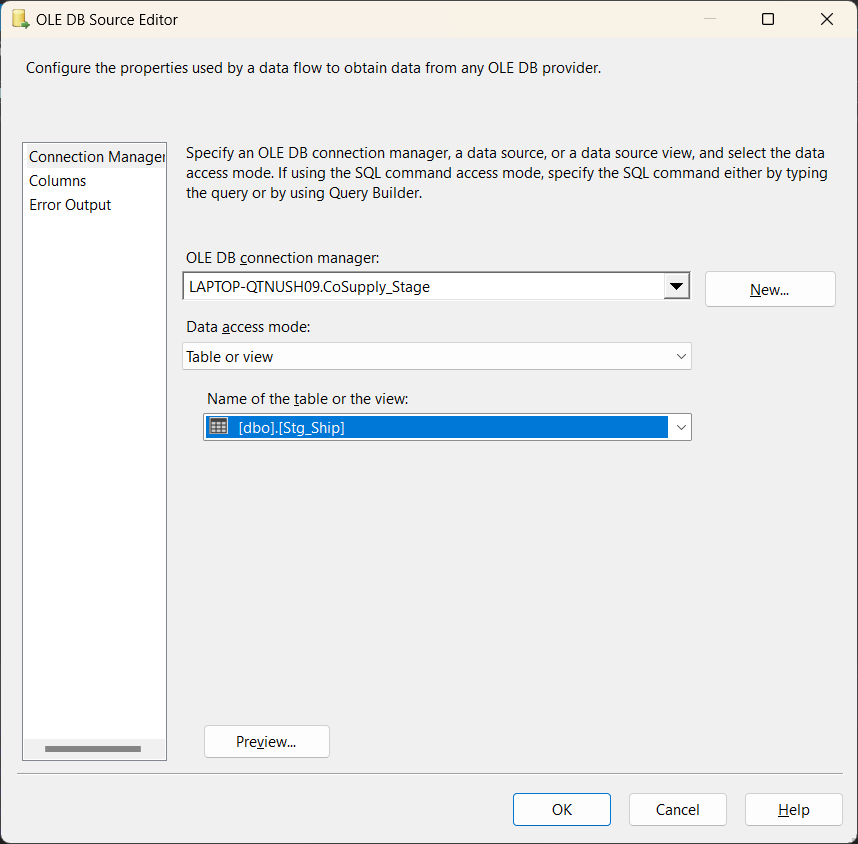 OLE DB Source Editor
Configure the properties used by a data flow to obtain data from any OLE DB provider.
Connection Manager
Columns
Error Output
Specify an OLE DB connection manager, a data source, or a data source view, and select the data
access mode. If using the SQL command access mode, specify the SQL command either by typing
the query or by using Query Builder.
OLE DB connection manager:
LAPTOP-QTNUSH09.CoSupply_Stage
New...
Data access mode:
Table or view
Name of the table or the view:
[dbo].[Stg_Ship]
Preview...
OK
Cancel
Help